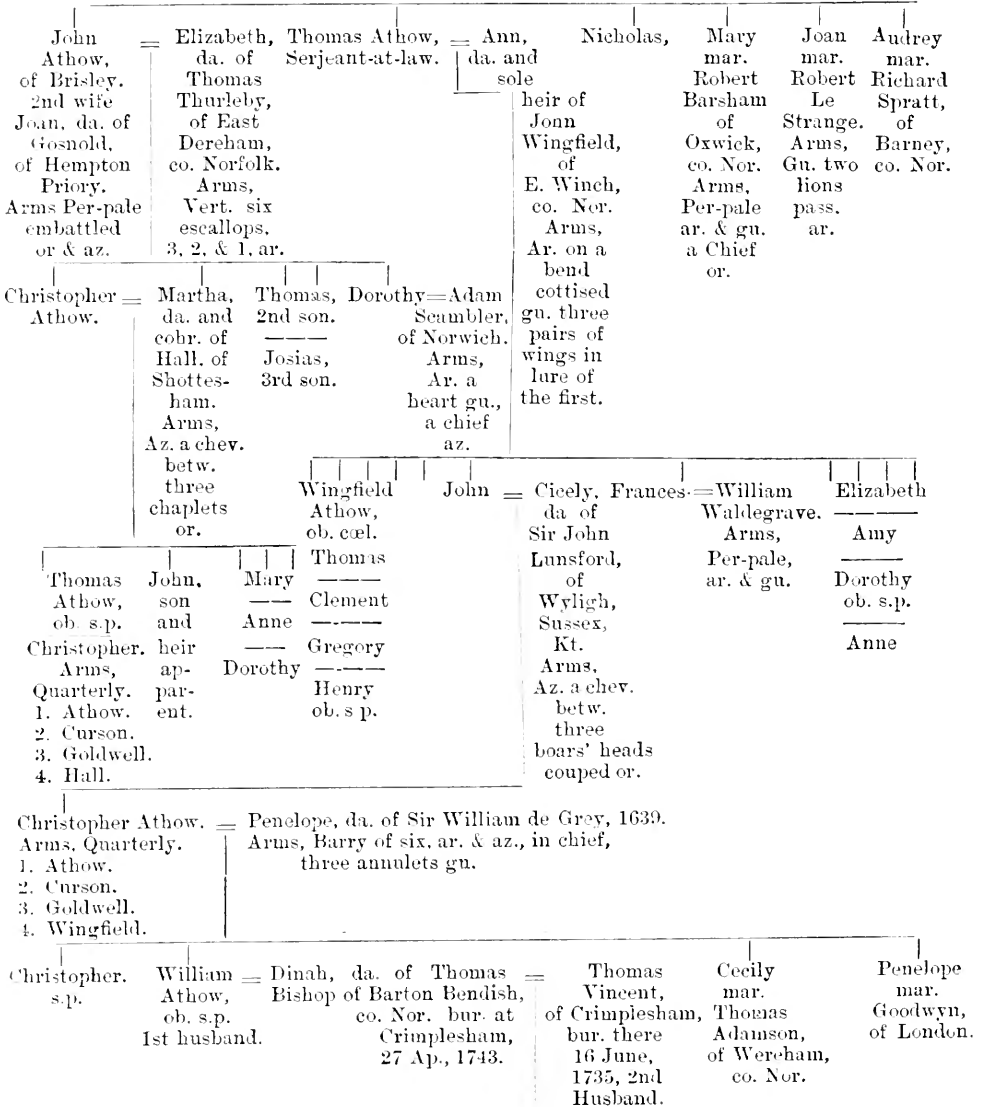 John
Athow,
of Brisley.
2nd wife
Joan, da. of
Gosnold,
of Hempton
Priory.
Arms Per-pale
embattled
or & az.
=
Elizabeth,
da. of
Thomas
Thurleby,
of East
Dereham,
co. Norfolk.
Arms,
Vert. six
escallops,
3, 2, & 1, ar.
Thomas Athow,
Serjeant-at-law.
=
Ann,
da. and
sole
heir of
Jonn
Wingfield,
of
E. Winch,
co. Nor.
Arms,
Ar. on a
bend
cottised
gu. three
pairs of
wings in
lure of
the first.
Nicholas,
Mary
mar.
Robert
Barsham
of
Oxwick,
co. Nor.
Arms,
Per-pale
ar. & gu.
a Chief
or.
Joan
mar.
Robert
Le
Strange.
Arms,
Gu. two
lions
pass.
ar.
Audrey
mar.
Richard
Spratt,
of
Barney,
co. Nor.
Christopher
Athow.
=
Martha,
da. and
cohr. of
Hall. of
Shottes-
ham.
Arms,
Az. a chev.
betw.
three
chaplets
or.
Thomas,
2nd son.
———
Josias,
3rd son.
Dorothy=Adam
Scambler,
of Norwich.
Arms,
Ar. a
heart gu.,
a chief
az.
Wingfield
Athow,
ob. cœl.
Thomas
———
Clement
———
Gregory
———
Henry
ob. s p.
John
=
Cicely,
da of
Sir John
Lunsford,
of
Wyligh,
Sussex,
Kt.
Arms,
Az. a chev.
betw.
three
boars' heads
couped or.
Frances.=William
Waldegrave.
Arms,
Per-pale,
ar. & gu.
Elizabeth
————
Amy
———
Dorothy
ob. s.p.
———
Anne
Thomas
Athow,
ob. s.p.
Christopher.
Arms,
Quarterly.
1. Athow.
2. Curson.
3. Goldwell.
4. Hall.
John,
son
and
heir
ap-
par-
ent.
Mary
——
Anne
——
Dorothy
Christopher Athow. = Penelope, da. of Sir William de Grey, 1639.
Arms, Quarterly.
1. Athow.
2. Curson.
3. Goldwell.
4. Wingfield.
Arms, Barry of six, ar. & az., in chief,
three annulets gu.
Christopher.
s.p.
William
Athow,
ob. s.p.
1st husband.
=
Dinah, da. of Thomas
Bishop of Barton Bendish,
co. Nor. bur. at
Crimplesham,
27 Ap., 1743.
=
Thomas
Vincent,
of Crimplesham,
bur. there
16 June,
1735, 2nd
Husband.
Cecily
mar.
Thomas
Adamson,
of Wereham,
co. Nor.
Penelope
mar.
Goodwyn,
of London.